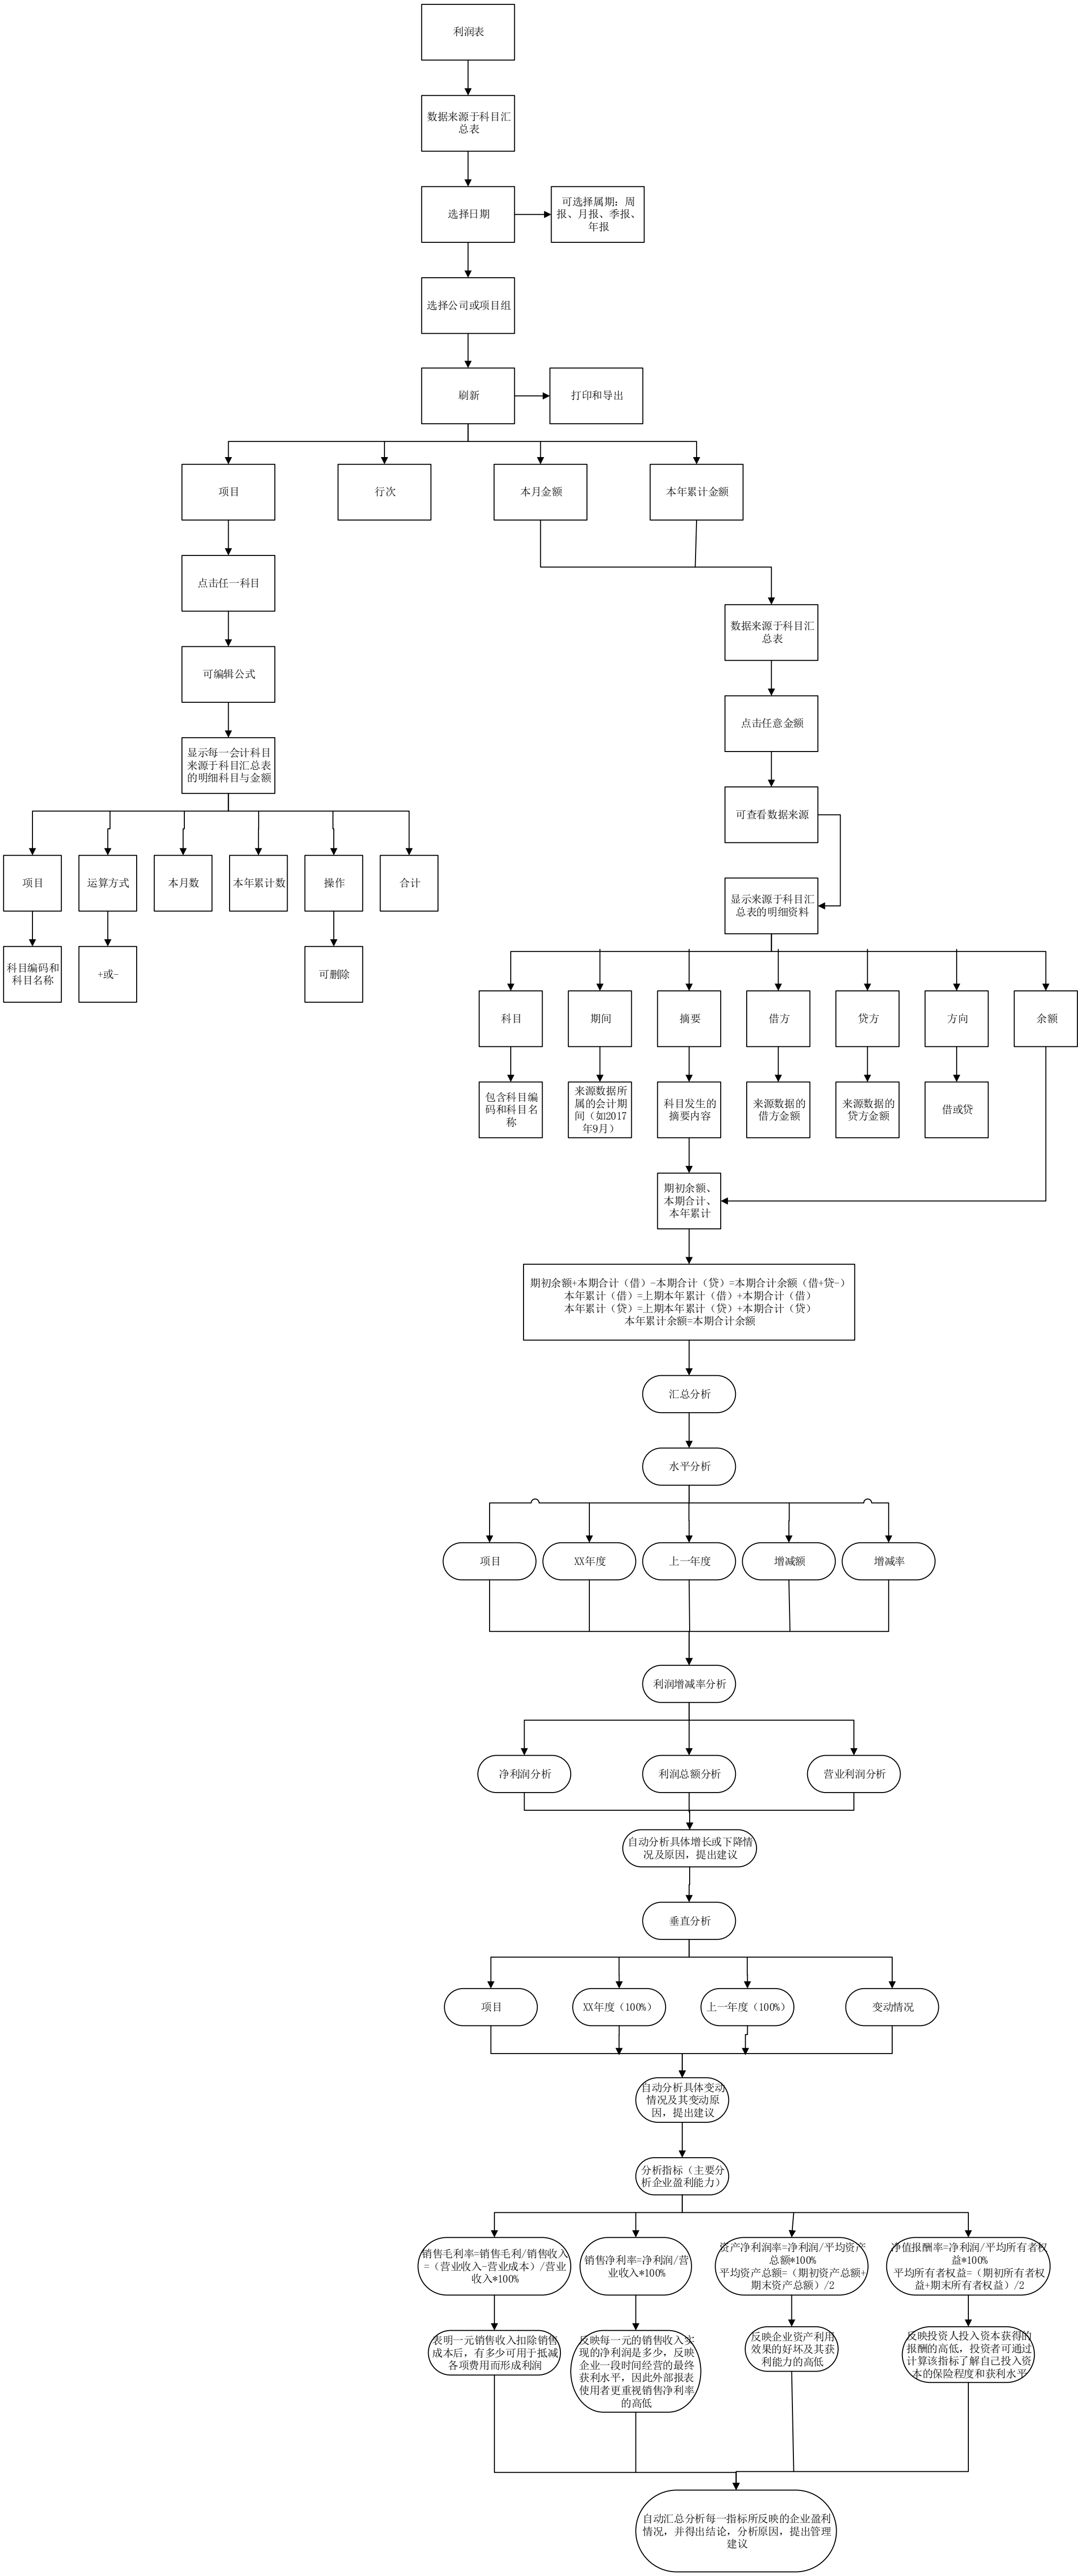 利润表
数据来源于科目汇
总表
选择日期
可选择属期：周
报、月报、季报、
年报
选择公司或项目组
刷新
打印和导出
项目
行次
本月金额
本年累计金额
点击任一科目
可编辑公式
显示每一会计科目
来源于科目汇总表
的明细科目与金额
项目
运算方式
本月数
本年累计数
操作
合计
科目编码和
科目名称
+或-
可删除
数据来源于科目汇
总表
点击任意金额
可查看数据来源
显示来源于科目汇
总表的明细资料
科目
期间
摘要
借方
贷方
方向
余额
包含科目编
码和科目名
称
来源数据所
属的会计期
间（如2017
年9月）
科目发生的
摘要内容
来源数据的
借方金额
来源数据的
贷方金额
借或贷
期初余额、
本期合计、
本年累计
期初余额+本期合计（借）-本期合计（贷）=本期合计余额（借+贷-）
本年累计（借）=上期本年累计（借）+本期合计（借）
本年累计（贷）=上期本年累计（贷）+本期合计（贷）
本年累计余额=本期合计余额
汇总分析
水平分析
项目
XX年度
上一年度
增减额
增减率
利润增减率分析
净利润分析
利润总额分析
营业利润分析
自动分析具体增长或下降情
况及原因，提出建议
垂直分析
项目
XX年度（100%）
上一年度（100%）
变动情况
自动分析具体变动
情况及其变动原
因，提出建议
分析指标（主要分
析企业盈利能力）
销售毛利率=销售毛利/销售收入
=（营业收入-营业成本）/营业
收入*100%
销售净利率=净利润/营
业收入*100%
资产净利润率=净利润/平均资产
总额*100%
平均资产总额=（期初资产总额+
期末资产总额）/2
净值报酬率=净利润/平均所有者权
益*100%
平均所有者权益=（期初所有者权
益+期末所有者权益）/2
表明一元销售收入扣除销售
成本后，有多少可用于抵减
各项费用而形成利润
反映每一元的销售收入实
现的净利润是多少，反映
企业一段时间经营的最终
获利水平，因此外部报表
使用者更重视销售净利率
的高低
反映企业资产利用
效果的好坏及其获
利能力的高低
反映投资人投入资本获得的
报酬的高低，投资者可通过
计算该指标了解自己投入资
本的保险程度和获利水平
自动汇总分析每一指标所反映的企业盈利
情况，并得出结论，分析原因，提出管理
建议